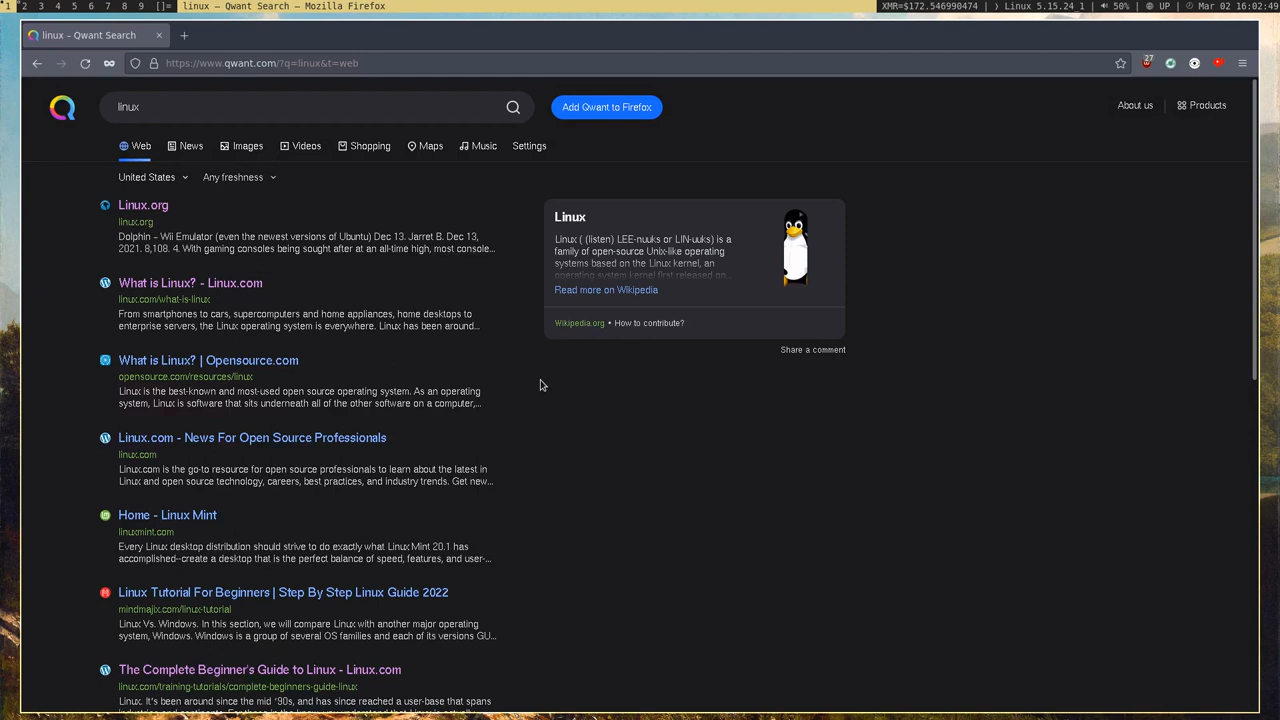 1 2 3 4 5 6 7 8 9 []= linux – Qwant Search — Mozilla Firefox XMR=$172.546990474 | Linux 5.15.24_1 | 50% | UP | Mar 02 16:02:49
linux – Qwant Search
https://www.qwant.com/?q=linux&t=web 27
linux Add Qwant to Firefox About us Products
Web News Images Videos Shopping Maps Music Settings
United States Any freshness
Linux.org
linux.org
Dolphin - Wii Emulator (even the newest versions of Ubuntu) Dec 13. Jarret B. Dec 13,
2021. 8,108. 4. With gaming consoles being sought after at an all-time high, most console...
What is Linux? - Linux.com
linux.com/what-is-linux
From smartphones to cars, supercomputers and home appliances, home desktops to
enterprise servers, the Linux operating system is everywhere. Linux has been around...
What is Linux? | Opensource.com
opensource.com/resources/linux
Linux is the best-known and most-used open source operating system. As an operating
system, Linux is software that sits underneath all of the other software on a computer,...
Linux.com - News For Open Source Professionals
linux.com
Linux.com is the go-to resource for open source professionals to learn about the latest in
Linux and open source technology, careers, best practices, and industry trends. Get new...
Home - Linux Mint
linuxmint.com
Every Linux desktop distribution should strive to do exactly what Linux Mint 20.1 has
accomplished--create a desktop that is the perfect balance of speed, features, and user-...
Linux Tutorial For Beginners | Step By Step Linux Guide 2022
mindmajix.com/linux-tutorial
Linux Vs. Windows. In this section, we will compare Linux with another major operating
system, Windows. Windows is a group of several OS families and each of its versions GU...
The Complete Beginner's Guide to Linux - Linux.com
linux.com/training-tutorials/complete-beginners-guide-linux
Linux. It's been around since the mid '90s, and has since reached a user-base that spans
Linux
Linux ( (listen) LEE-nuuks or LIN-uuks) is a
family of open-source Unix-like operating
systems based on the Linux kernel, an
operating system kernel first released on...
Read more on Wikipedia
Wikipedia.org • How to contribute?
Share a comment